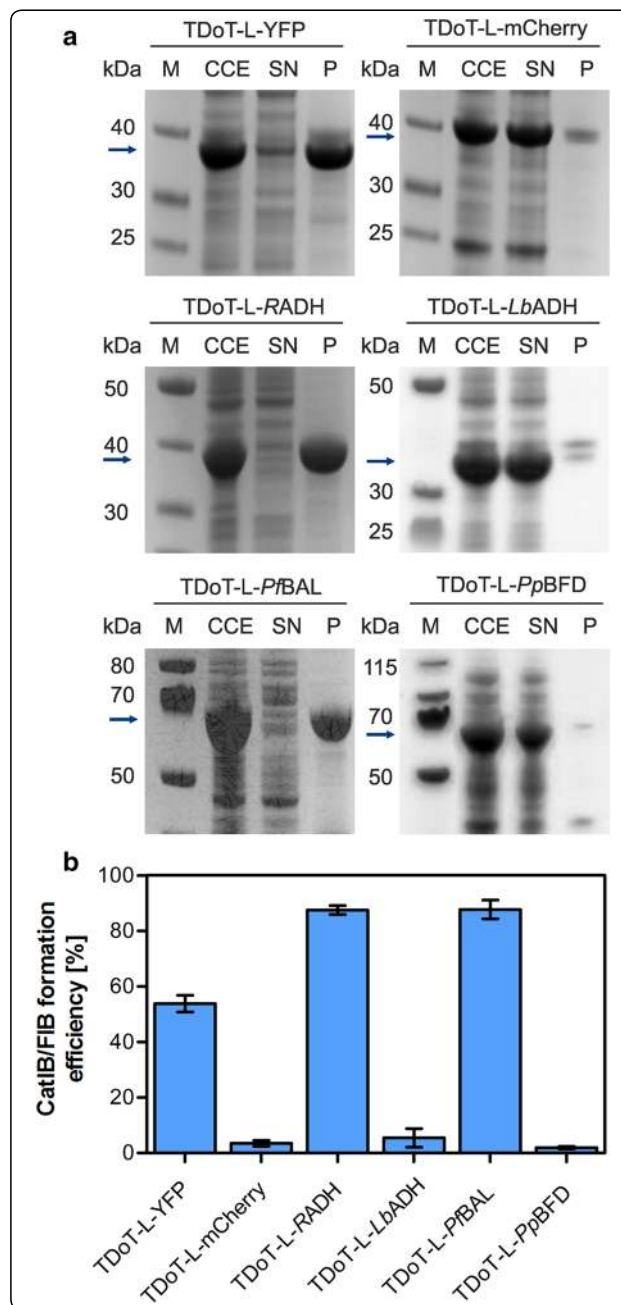 a
TDoT-L-YFP
kDa M CCE SN P
40
30
25
TDoT-L-mCherry
kDa M CCE SN P
40
30
25
TDoT-L-RADH
kDa M CCE SN P
50
40
30
TDoT-L-LbADH
kDa M CCE SN P
50
30
25
TDoT-L-PfBAL
kDa M CCE SN P
80
70
50
TDoT-L-PpBFD
kDa M CCE SN P
115
70
50
b
CatIB/FIB formation
efficiency [%]
100
80
60
40
20
0
TDoT-L-YFP
TDoT-L-mCherry
TDoT-L-RADH
TDoT-L-LbADH
TDoT-L-PfBAL
TDoT-L-PpBFD